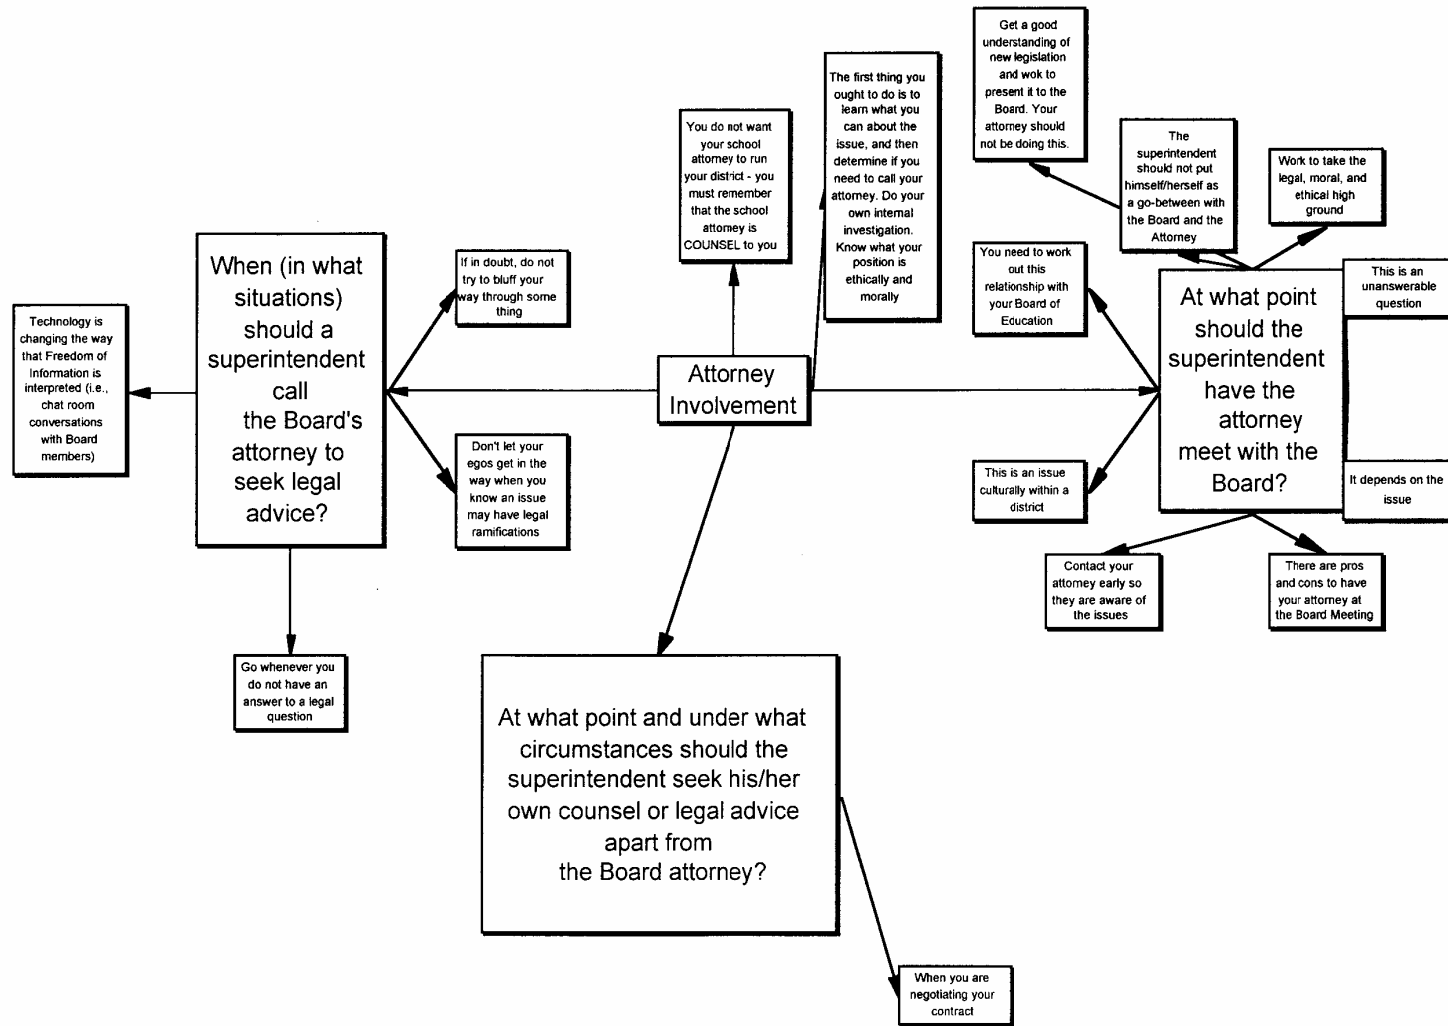 Get a good
understanding of
new legislation
and wok to
present it to the
Board. Your
attorney should
not be doing this.
The first thing you
ought to do is to
learn what you
can about the
issue, and then
determine if you
need to call your
attorney. Do your
own internal
investigation.
Know what your
position is
ethically and
morally
You do not want
your school
attorney to run
your district - you
must remember
that the school
attorney is
COUNSEL to you
The
superintendent
should not put
himself/herself as
a go-between with
the Board and the
Attorney
Work to take the
legal, moral, and
ethical high
ground
When (in what
situations)
should a
superintendent
call
the Board's
attorney to
seek legal
advice?
If in doubt, do not
try to bluff your
way through some
thing
You need to work
out this
relationship with
your Board of
Education
This is an
unanswerable
question
At what point
should the
superintendent
have the
attorney
meet with the
Board?
Technology is
changing the way
that Freedom of
Information is
interpreted (i.e.,
chat room
conversations
with Board
members)
Attorney
Involvement
Don't let your
egos get in the
way when you
know an issue
may have legal
ramifications
This is an issue
culturally within a
district
It depends on the
issue
Contact your
attorney early so
they are aware of
the issues
There are pros
and cons to have
your attorney at
the Board Meeting
Go whenever you
do not have an
answer to a legal
question
At what point and under what
circumstances should the
superintendent seek his/her
own counsel or legal advice
apart from
the Board attorney?
When you are
negotiating your
contract